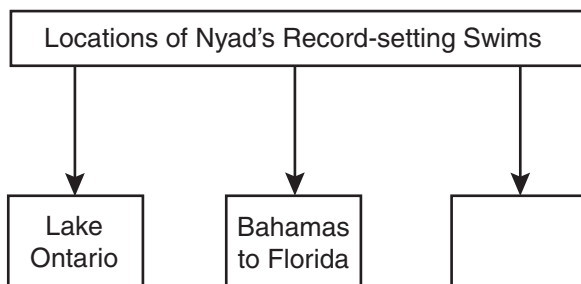 Locations of Nyad’s Record-setting Swims
Lake
Ontario
Bahamas
to Florida